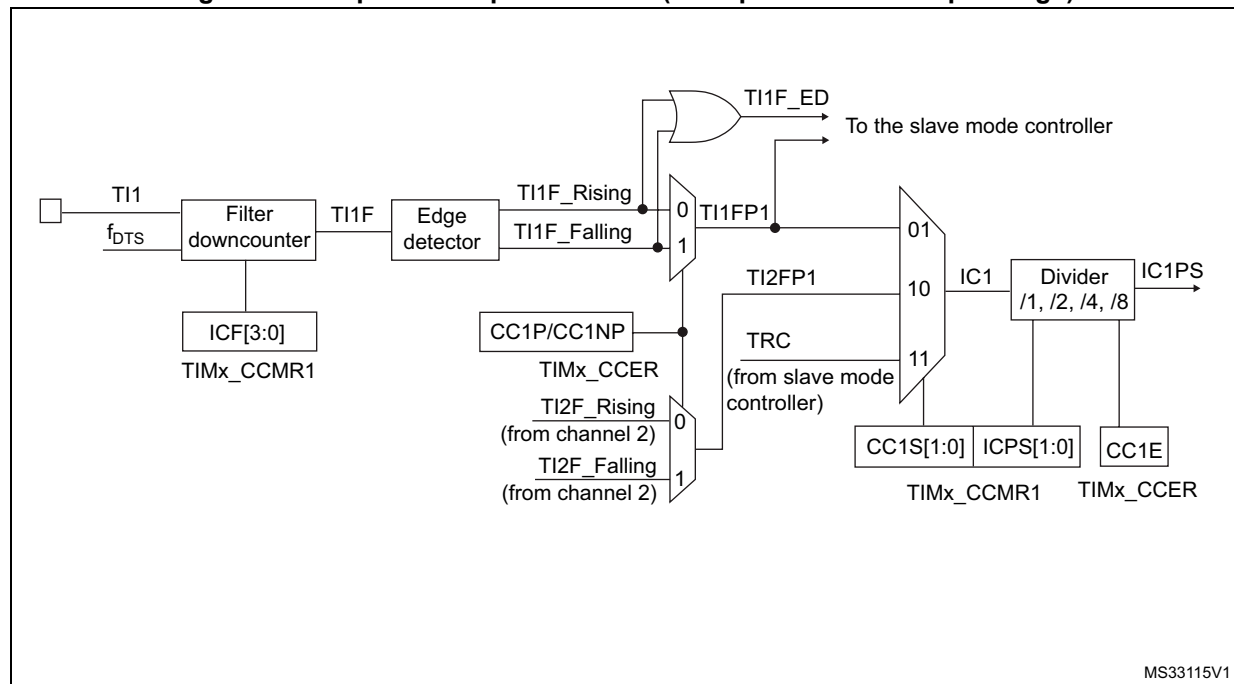 TI1F_ED
To the slave mode controller
TI1
f_DTS
Filter
downcounter
TI1F
Edge
detector
TI1F_Rising
TI1F_Falling
0
1
TI1FP1
01
TI2FP1
10
IC1
Divider
/1, /2, /4, /8
IC1PS
ICF[3:0]
TIMx_CCMR1
CC1P/CC1NP
TIMx_CCER
TRC
11
(from slave mode
controller)
TI2F_Rising
(from channel 2)
0
TI2F_Falling
(from channel 2)
1
CC1S[1:0]
ICPS[1:0]
CC1E
TIMx_CCMR1
TIMx_CCER
MS33115V1